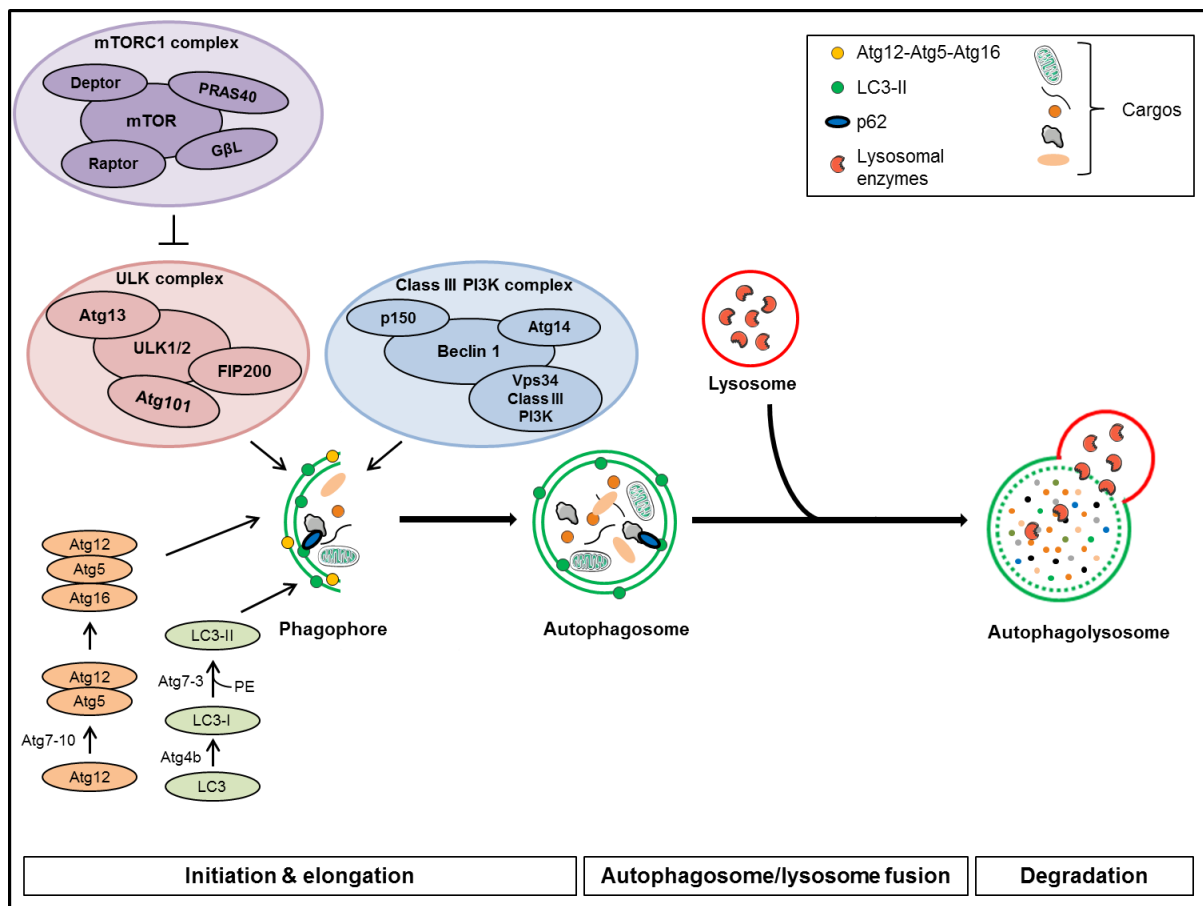 mTORC1 complex
Deptor
PRAS40
mTOR
Raptor
GβL
Atg12-Atg5-Atg16
LC3-II
p62
Lysosomal
enzymes
Cargos
ULK complex
Atg13
ULK1/2
FIP200
Atg101
Class III PI3K complex
p150
Atg14
Beclin 1
Vps34
Class III
PI3K
Lysosome
Atg12
Atg5
Atg16
Atg12
Atg5
Atg7-10
Atg12
LC3-II
Atg7-3
PE
LC3-I
Atg4b
LC3
Phagophore
Autophagosome
Autophagolysosome
Initiation & elongation
Autophagosome/lysosome fusion
Degradation